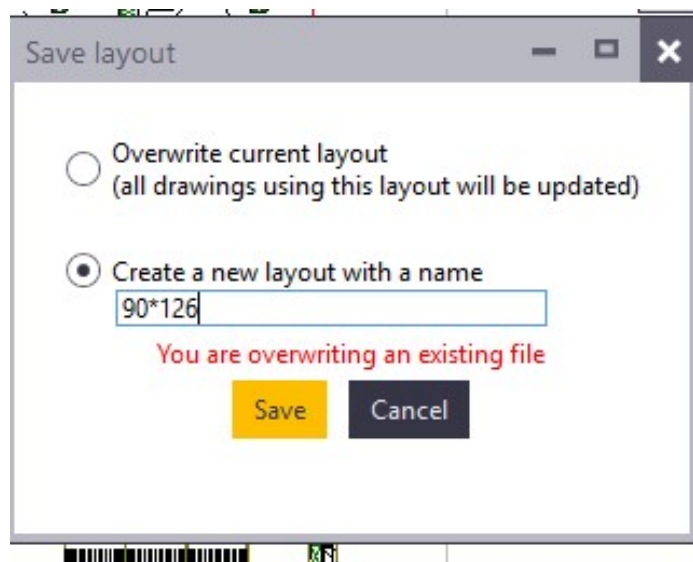 Save layout
Overwrite current layout
(all drawings using this layout will be updated)
Create a new layout with a name
90*126
You are overwriting an existing file
Save Cancel